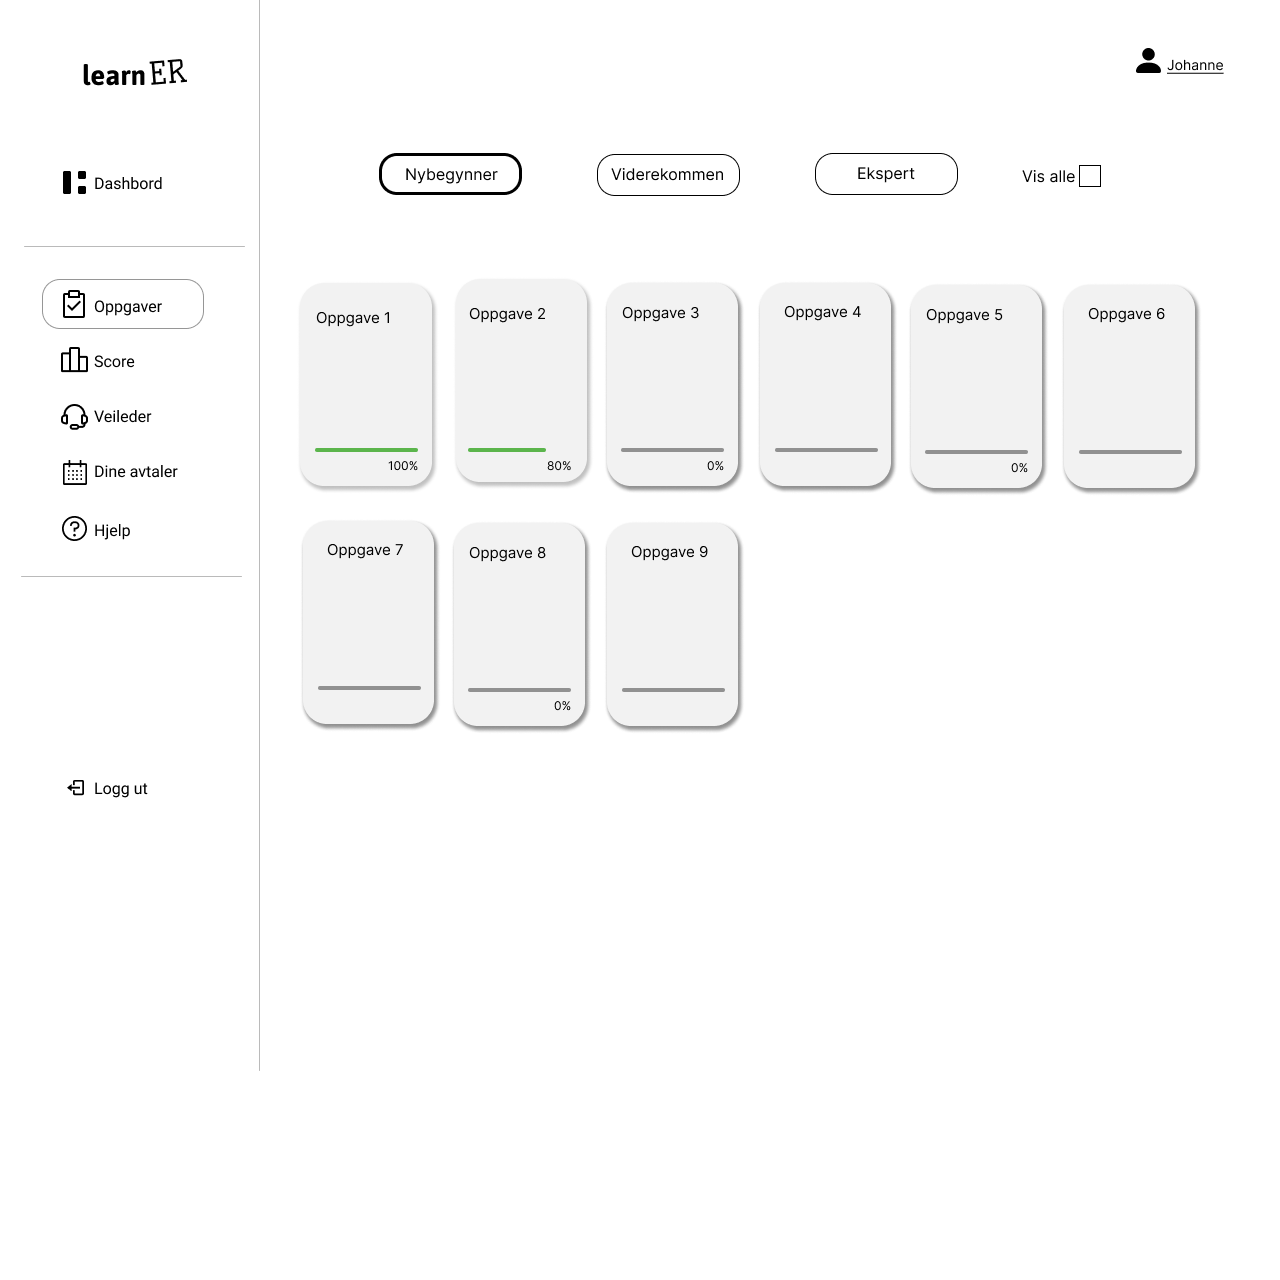 learnER
Johanne
Dashbord
Nybegynner
Viderekommen
Ekspert
Vis alle
Oppgaver
Score
Veileder
Dine avtaler
Hjelp
Logg ut
Oppgave 1
100%
Oppgave 2
80%
Oppgave 3
0%
Oppgave 4
Oppgave 5
0%
Oppgave 6
Oppgave 7
Oppgave 8
0%
Oppgave 9